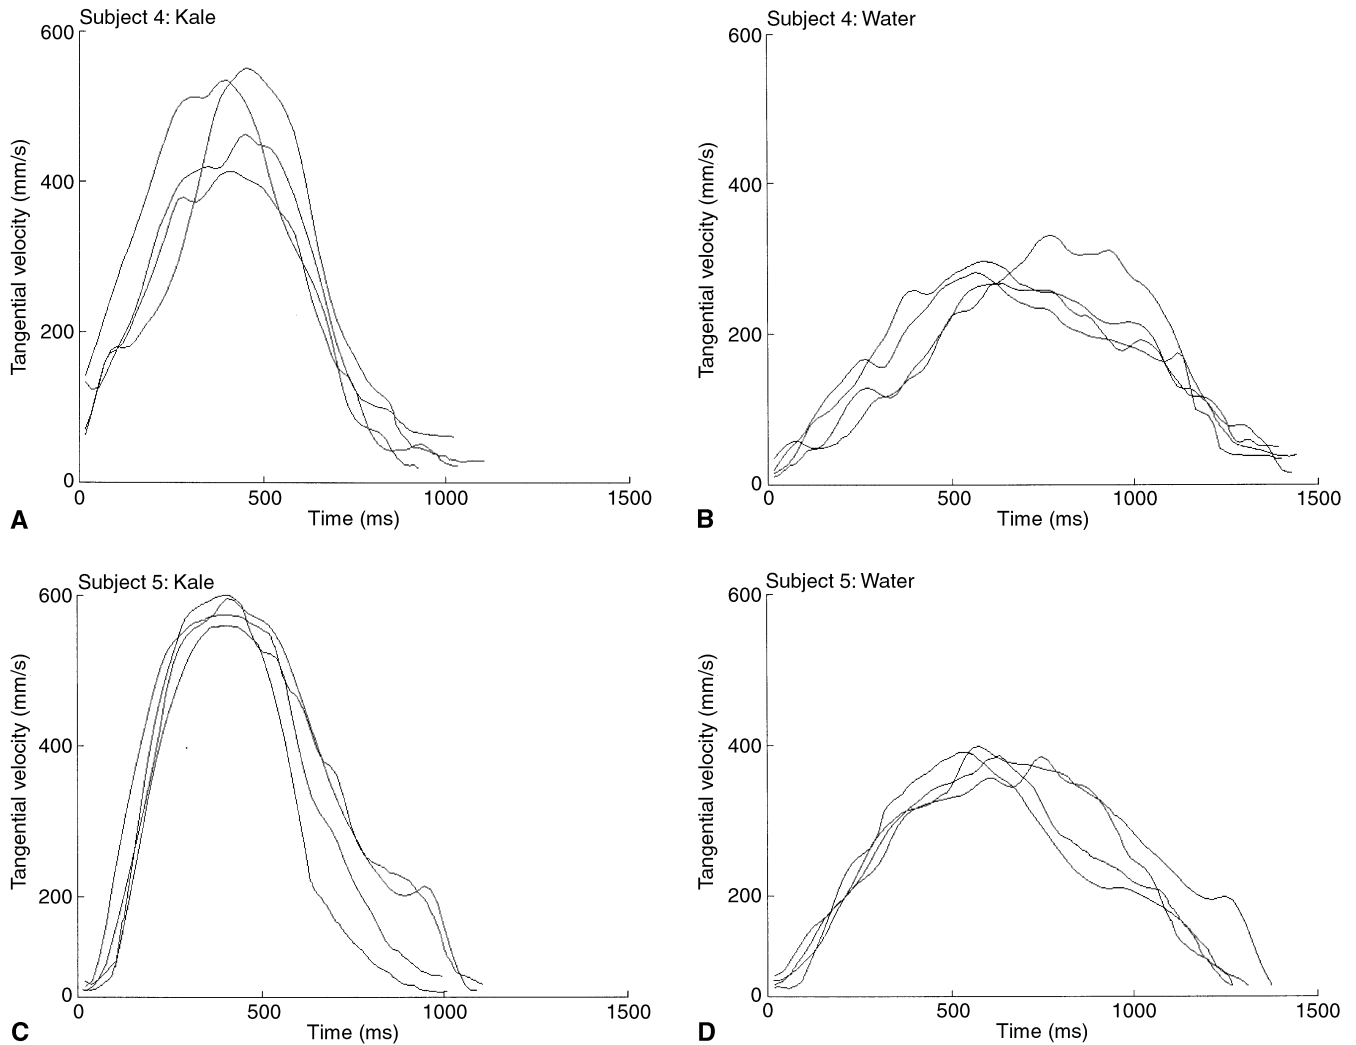 Subject 4: Kale
600
400
200
0
Tangential velocity (mm/s)
0 500 1000 1500
Time (ms)
A
Subject 4: Water
600
400
200
0
Tangential velocity (mm/s)
0 500 1000 1500
Time (ms)
B
Subject 5: Kale
600
400
200
0
Tangential velocity (mm/s)
0 500 1000 1500
Time (ms)
C
Subject 5: Water
600
400
200
0
Tangential velocity (mm/s)
0 500 1000 1500
Time (ms)
D